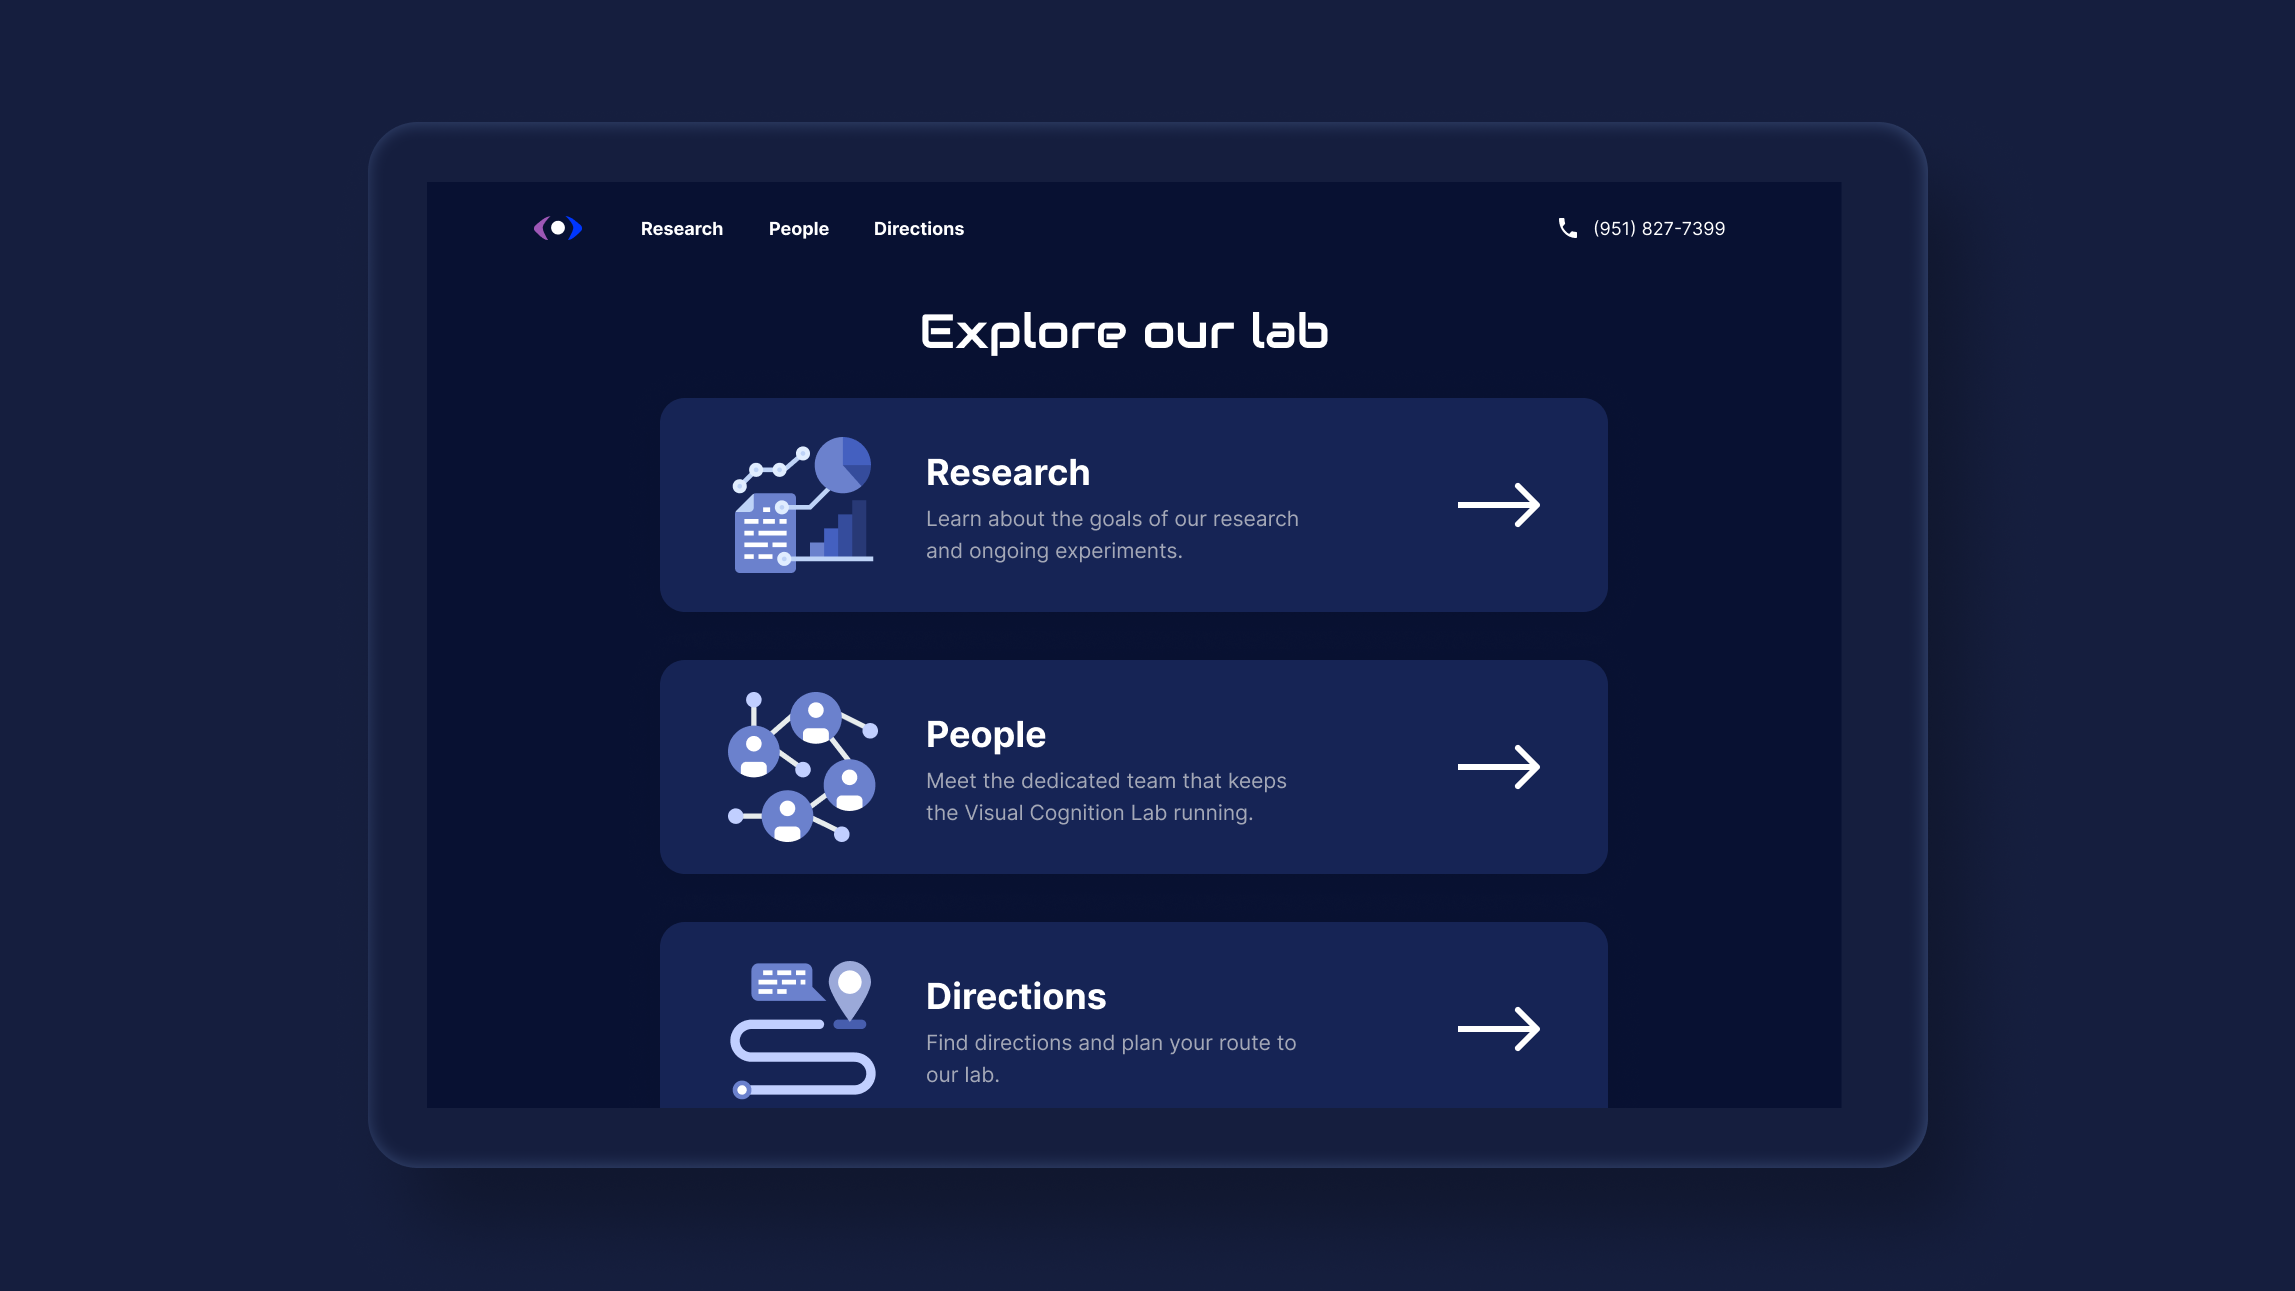 Research
People
Directions
(951) 827-7399
Explore our lab
Research
Learn about the goals of our research
and ongoing experiments.
People
Meet the dedicated team that keeps
the Visual Cognition Lab running.
Directions
Find directions and plan your route to
our lab.